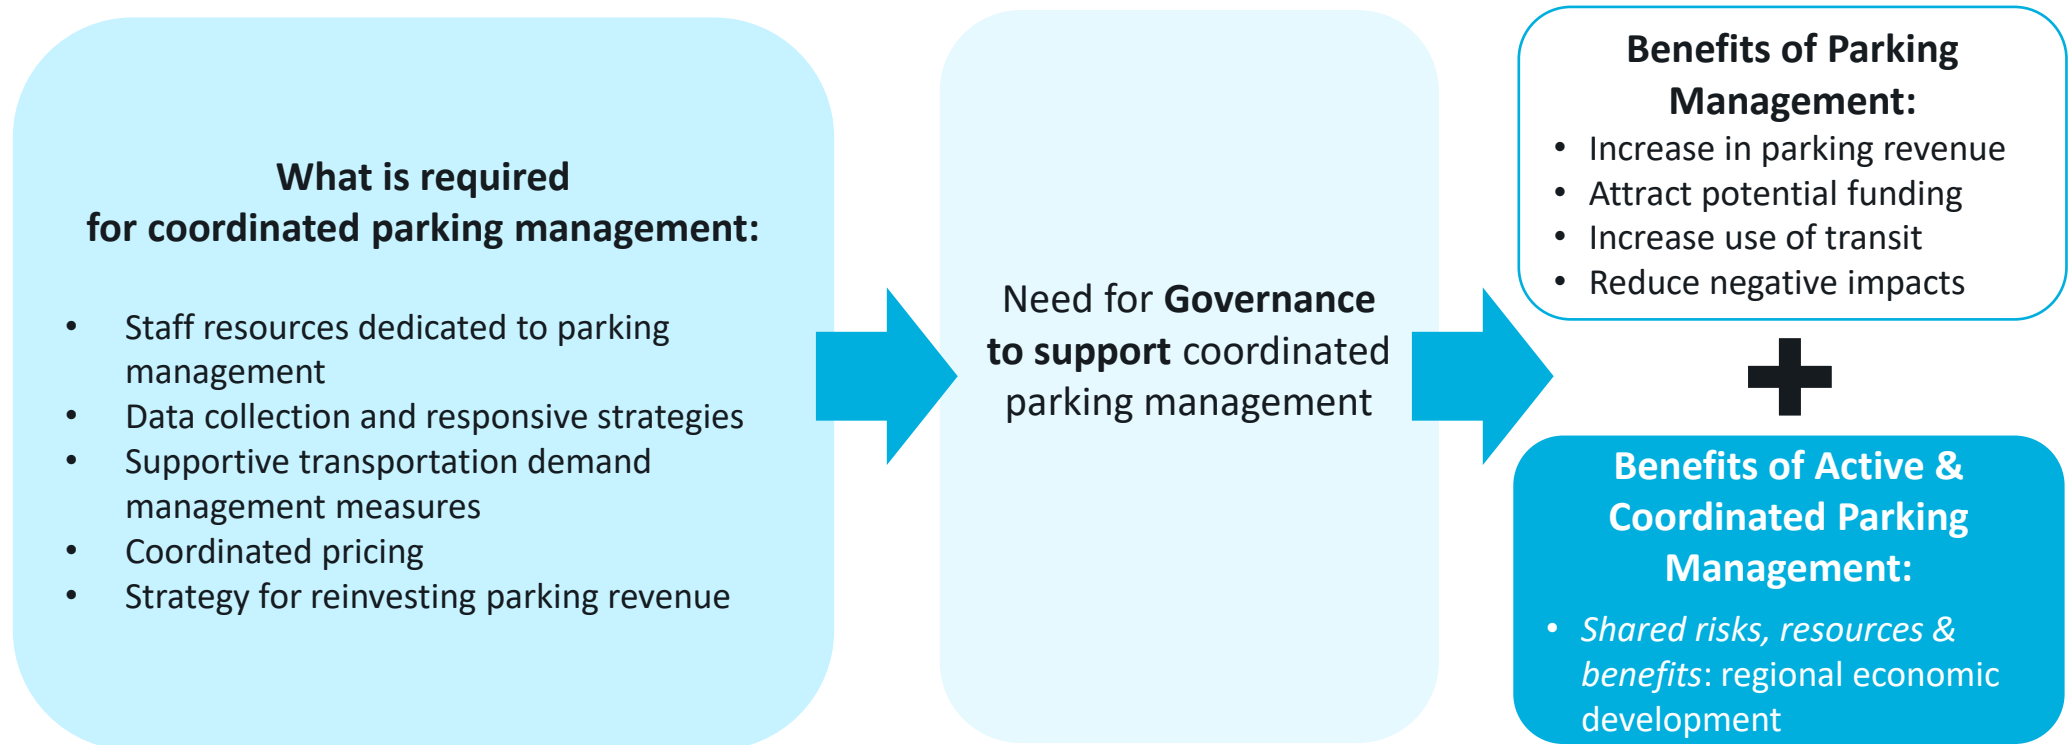 What is required
for coordinated parking management:
• Staff resources dedicated to parking
management
• Data collection and responsive strategies
• Supportive transportation demand
management measures
• Coordinated pricing
• Strategy for reinvesting parking revenue
Need for Governance
to support coordinated
parking management
Benefits of Parking
Management:
• Increase in parking revenue
• Attract potential funding
• Increase use of transit
• Reduce negative impacts
Benefits of Active &
Coordinated Parking
Management:
• Shared risks, resources &
benefits: regional economic
development